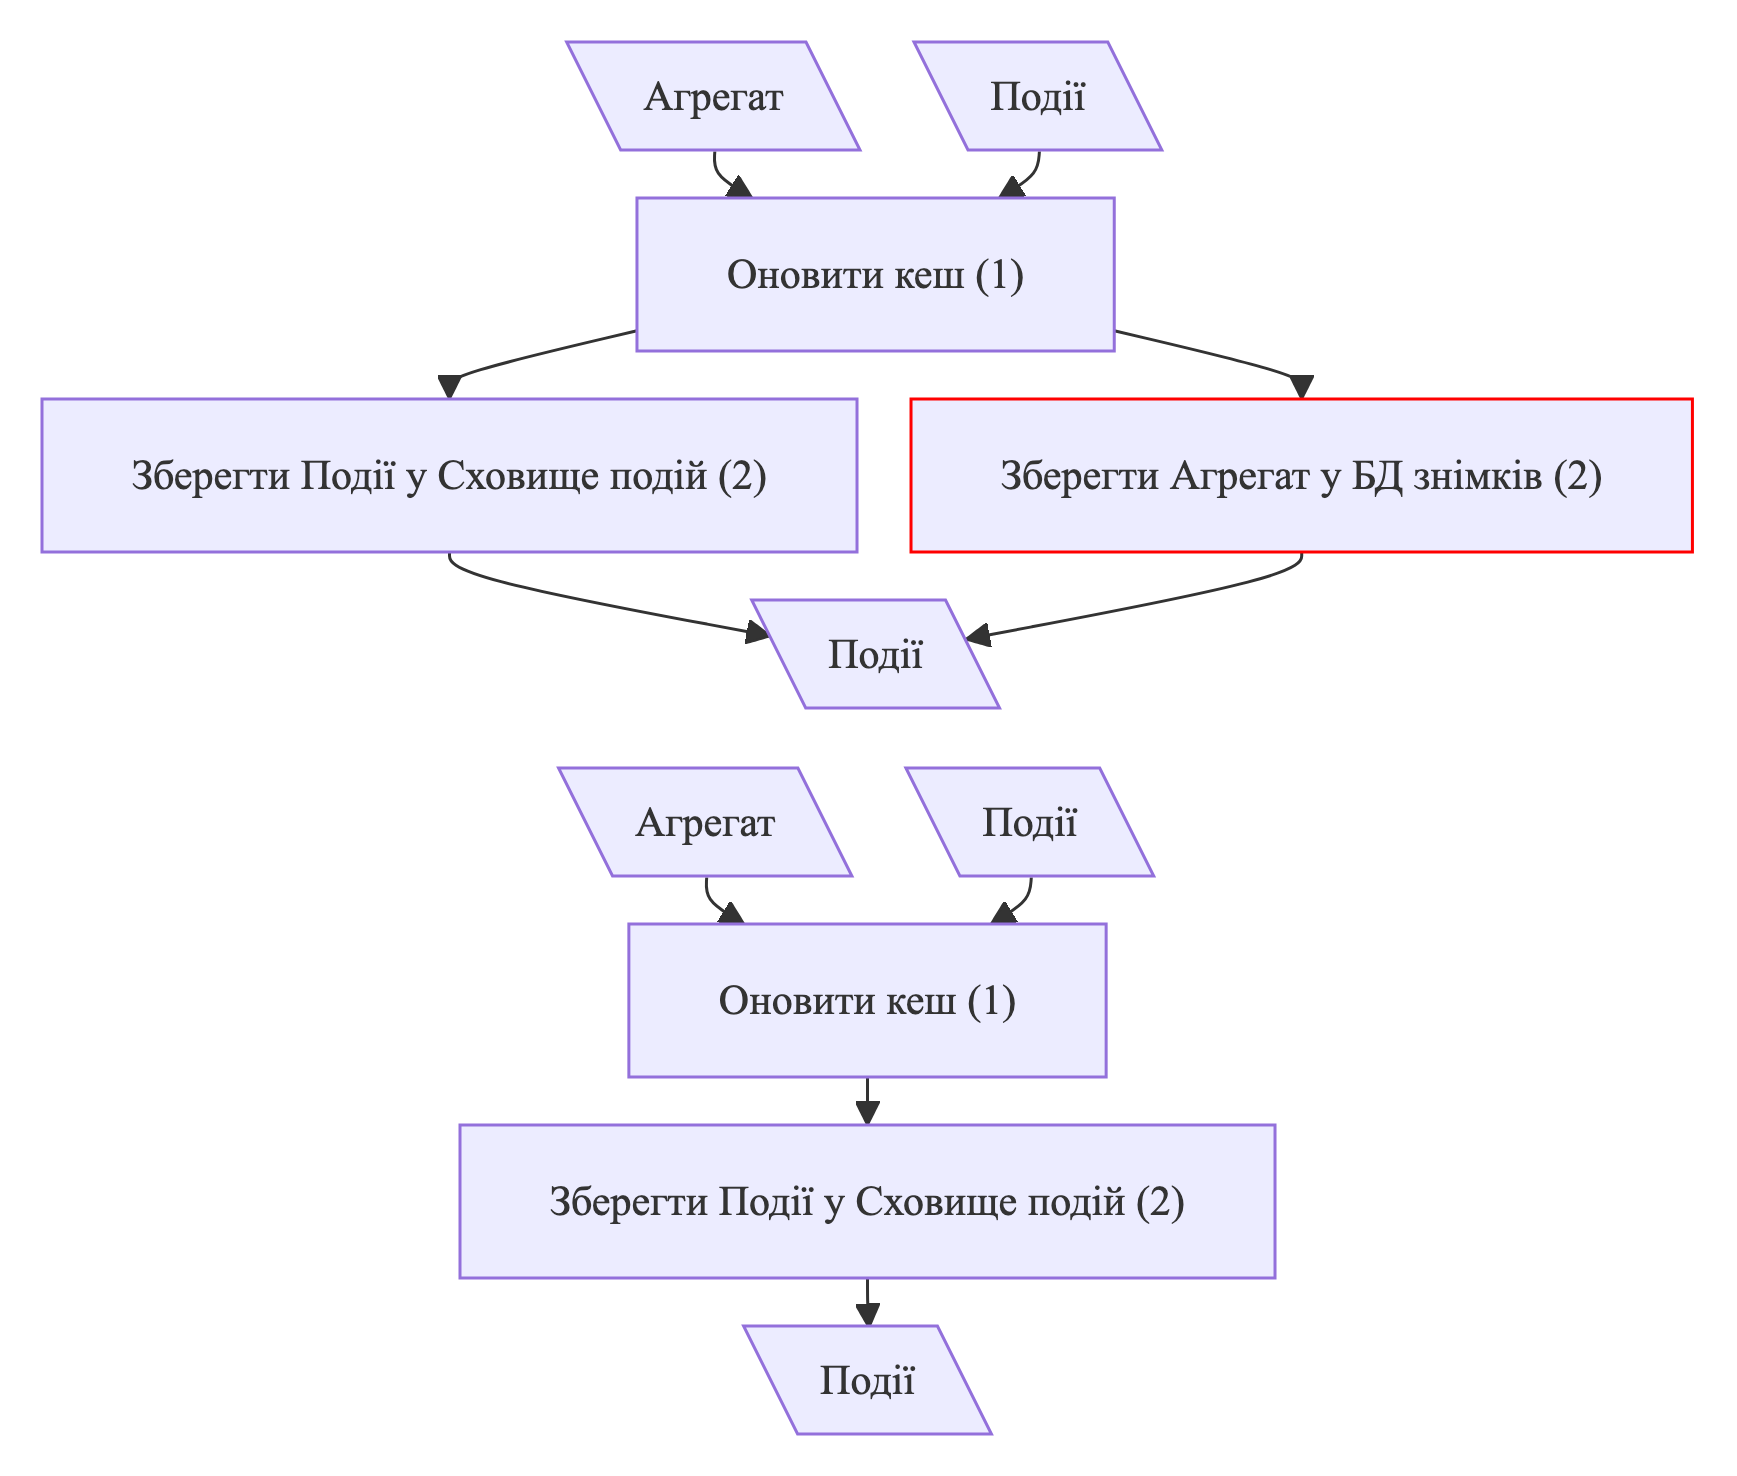 Агрегат
Події
Оновити кеш (1)
Зберегти Події у Сховище подій (2)
Зберегти Агрегат у БД знімків (2)
Події
Агрегат
Події
Оновити кеш (1)
Зберегти Події у Сховище подій (2)
Події